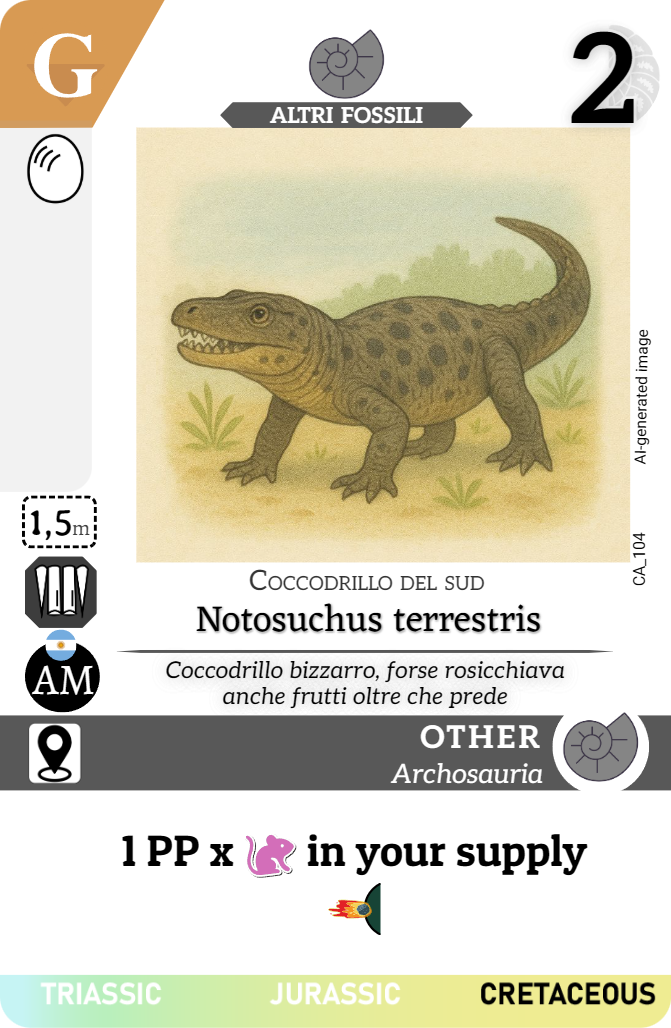 G
ALTRI FOSSILI
2
AI-generated image
CA_104
1,5m
AM
COCCODRILLO DEL SUD
Notosuchus terrestris
Coccodrillo bizzarro, forse rosicchiava
anche frutti oltre che prede
OTHER
Archosauria
1 PP x in your supply
TRIASSIC JURASSIC CRETACEOUS